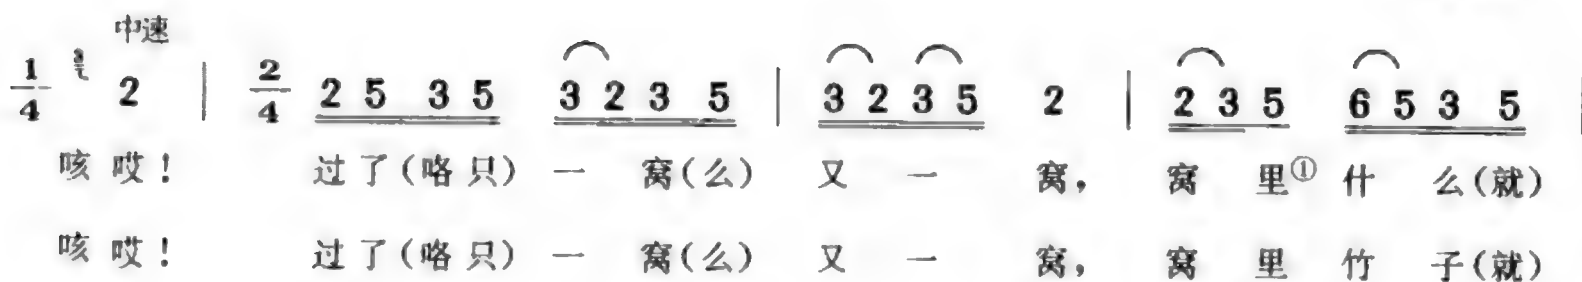 中速
1/4 2 | 2/4 2 5 3 5 3 2 3 5 | 3 2 3 5 2 | 2 3 5 6 5 3 5
咳哎！ 过了（咯只）一 窝（么） 又 一 窝， 窝 里① 什 么（就）
咳哎！ 过了（咯只）一 窝（么） 又 一 窝， 窝 里 竹 子（就）